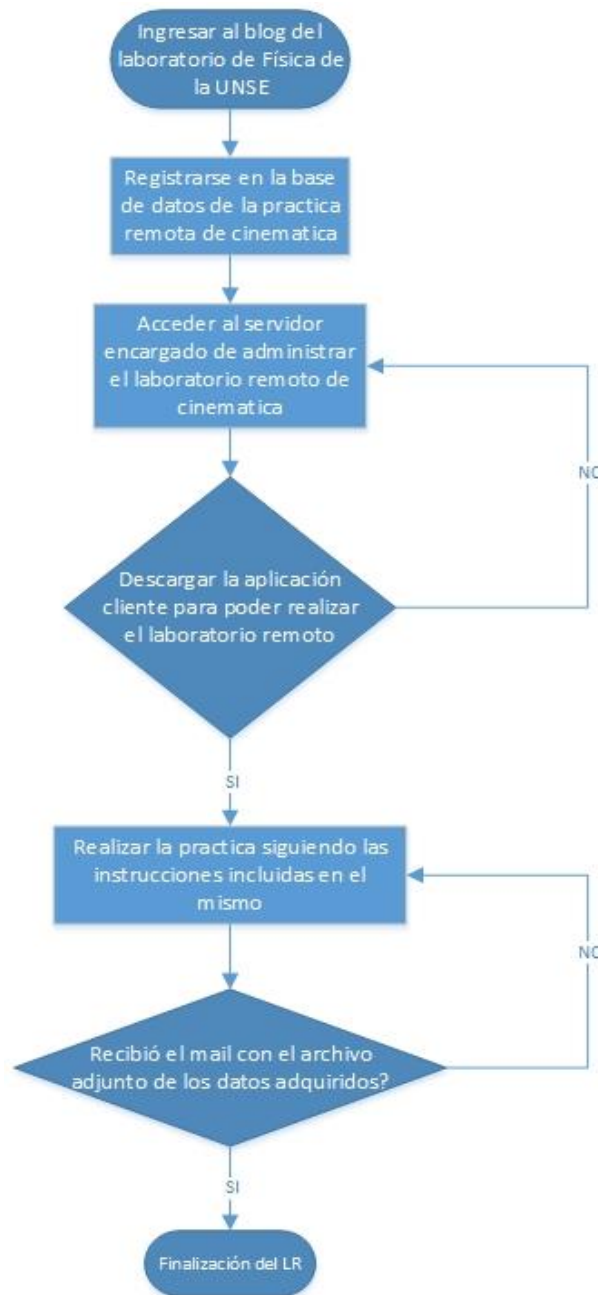 Ingresar al blog del
laboratorio de Física de
la UNSE
Registrarse en la base
de datos de la practica
remota de cinematica
Acceder al servidor
encargado de administrar
el laboratorio remoto de
cinematica
NO
Descargar la aplicación
cliente para poder realizar
el laboratorio remoto
SI
Realizar la practica siguiendo las
instrucciones incluidas en el
mismo
NO
Recibió el mail con el archivo
adjunto de los datos adquiridos?
SI
Finalización del LR